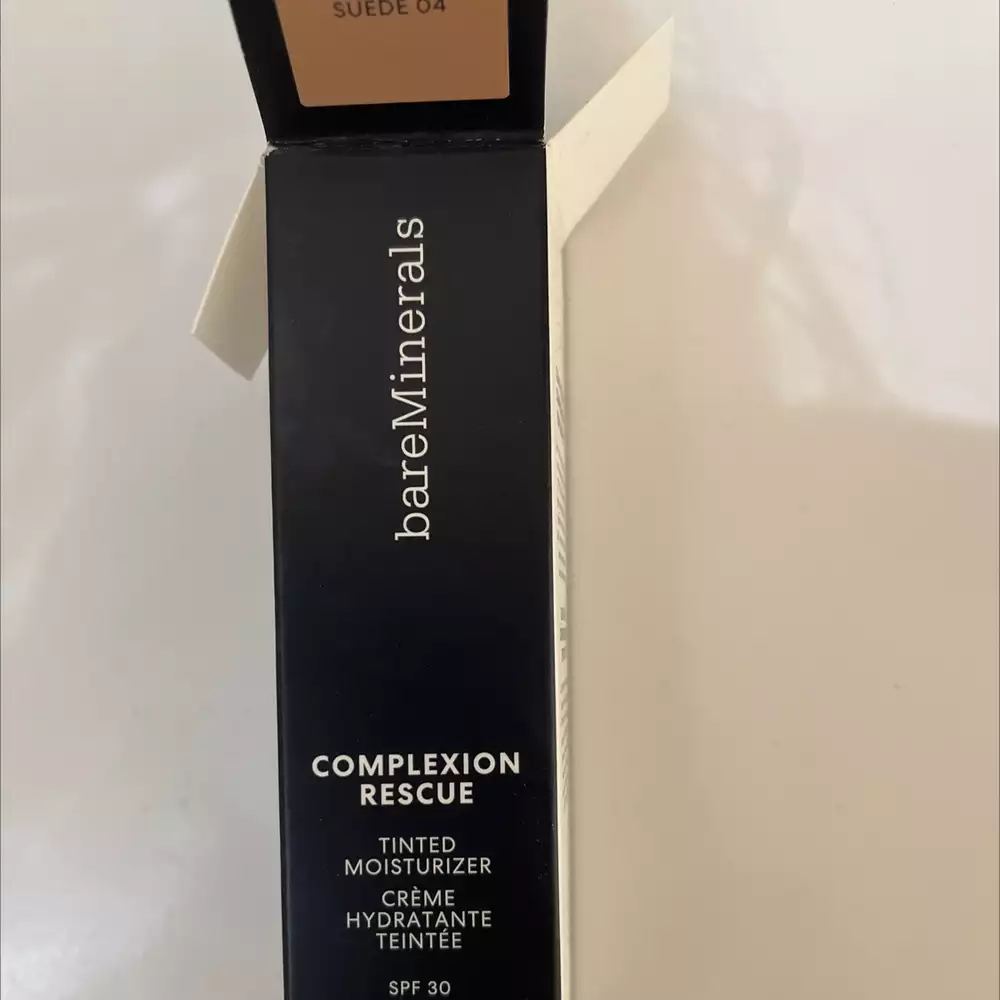 SUEDE 04
bareMinerals
COMPLEXION
RESCUE
TINTED
MOISTURIZER
CRÈME
HYDRATANTE
TEINTÉE
SPF 30